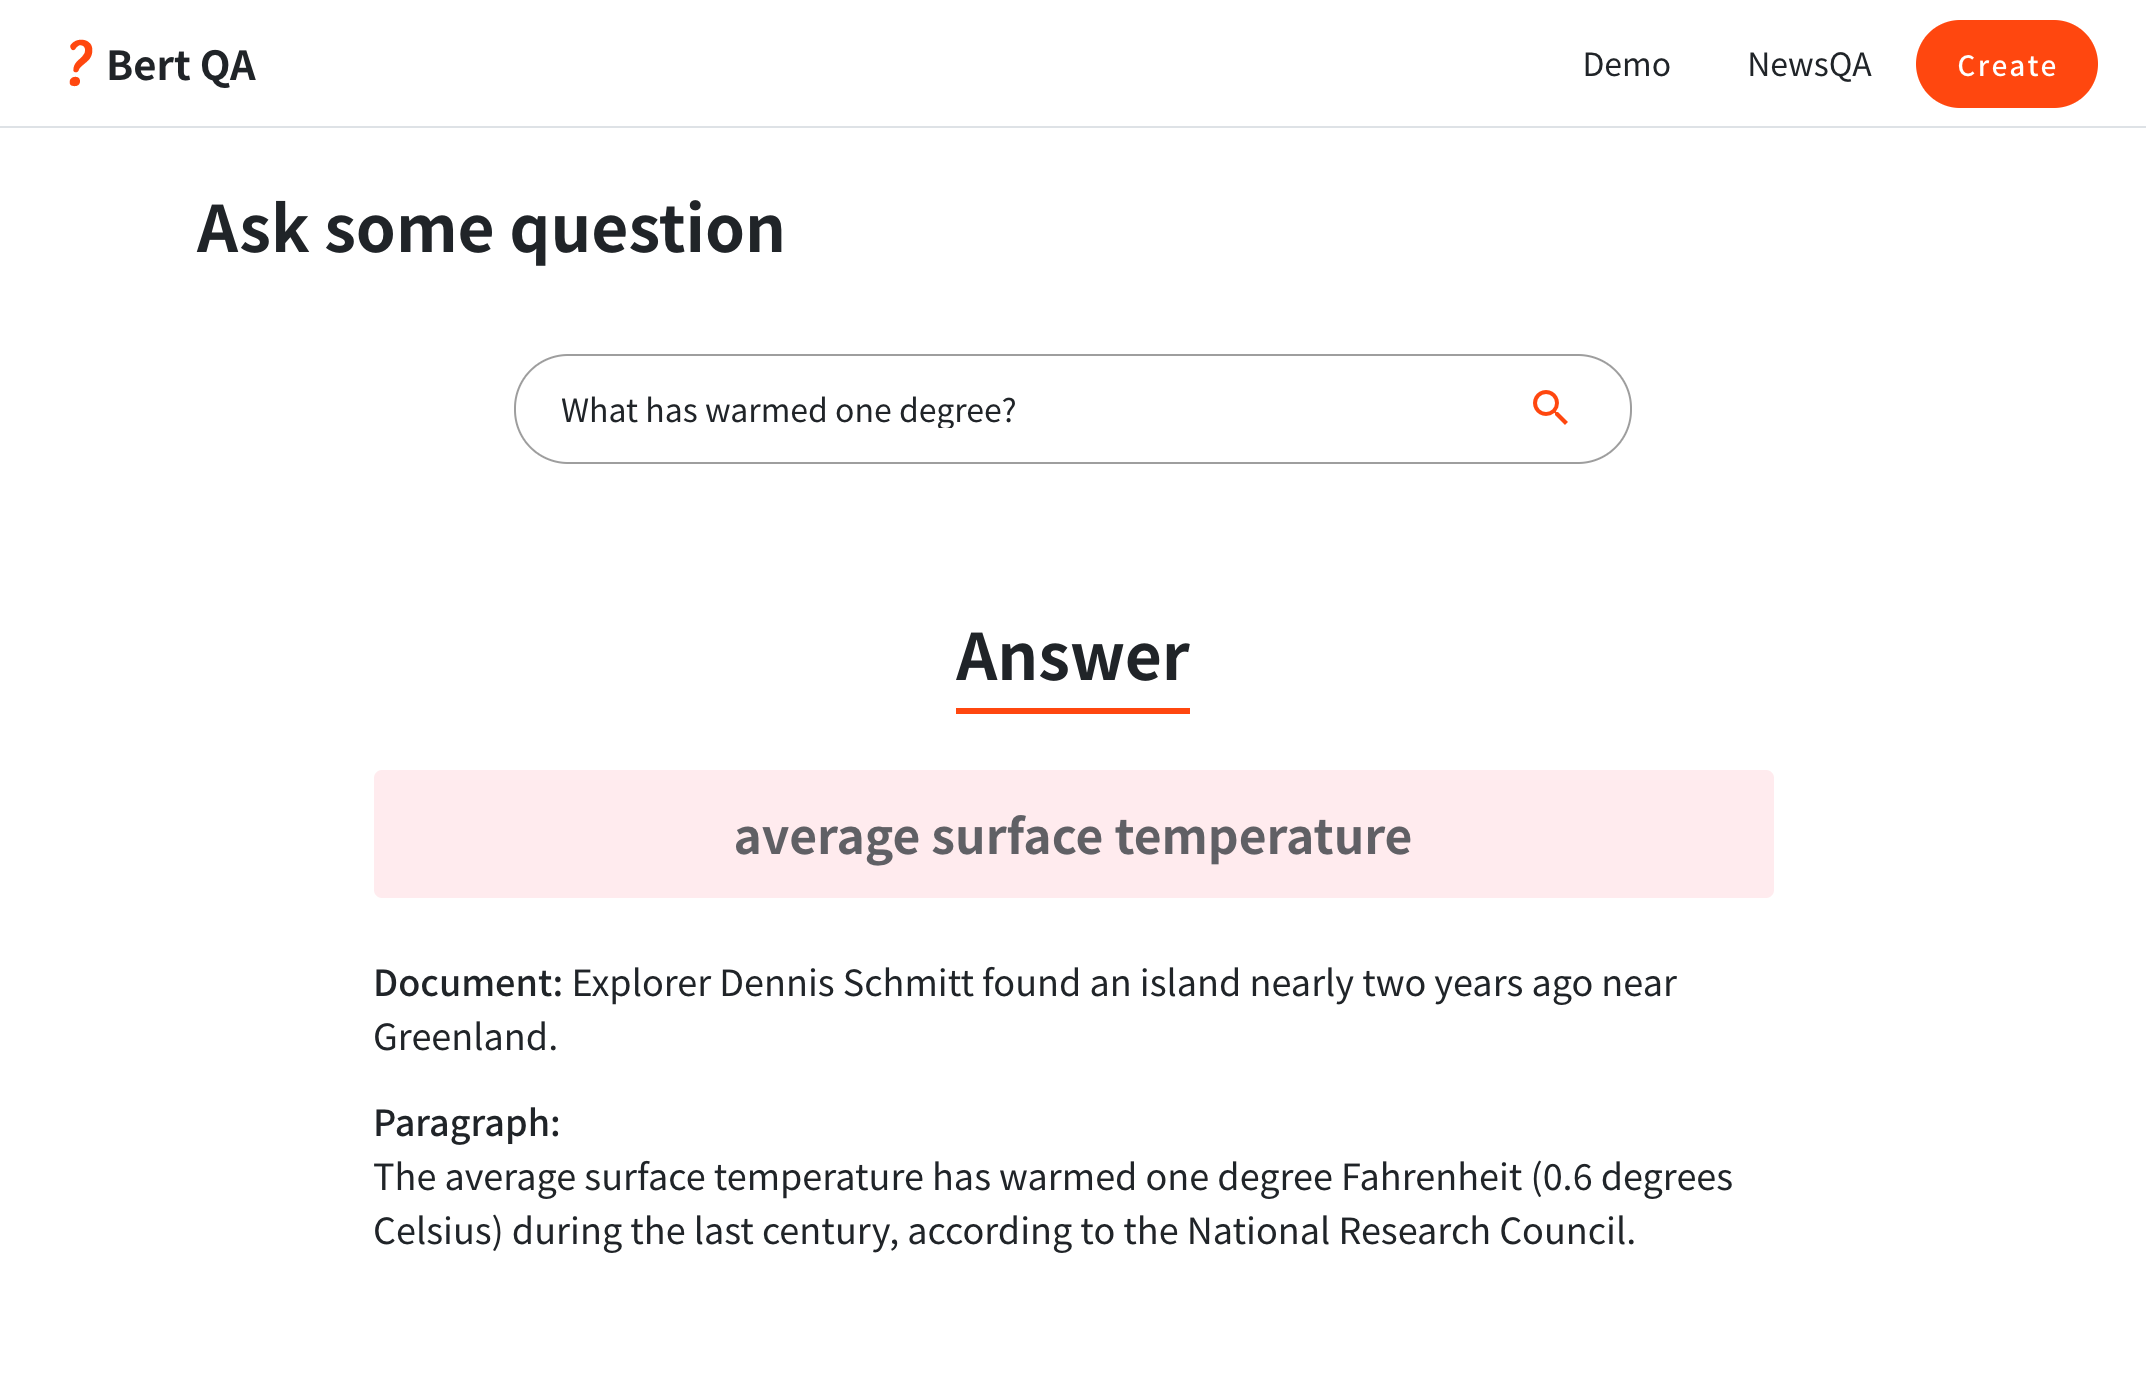 ? Bert QA
Demo
NewsQA
Create
Ask some question
What has warmed one degree?
Answer
average surface temperature
Document: Explorer Dennis Schmitt found an island nearly two years ago near
Greenland.
Paragraph:
The average surface temperature has warmed one degree Fahrenheit (0.6 degrees
Celsius) during the last century, according to the National Research Council.